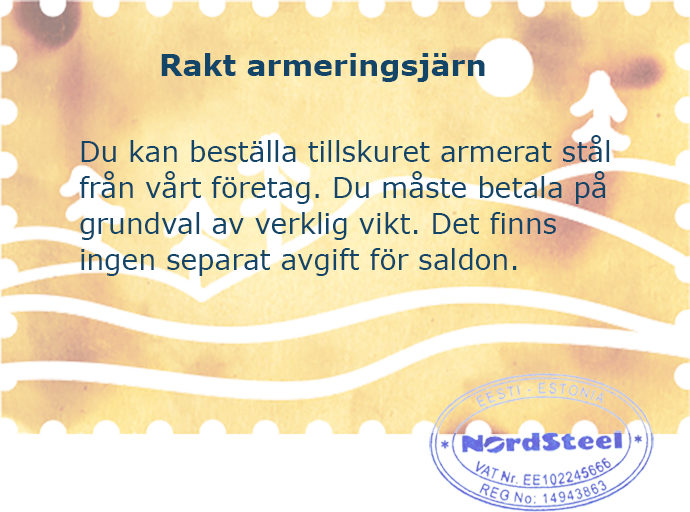 Rakt armeringsjärn
Du kan beställa tillskuret armerat stål
från vårt företag. Du måste betala på
grundval av verklig vikt. Det finns
ingen separat avgift för saldon.
EESTI - ESTONIA
* NordSteel *
VAT Nr. EE102245666
REG No: 14943863